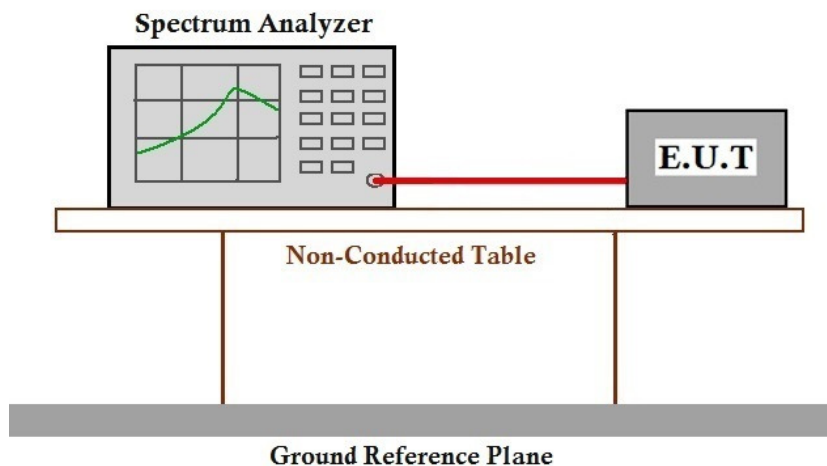 Spectrum Analyzer
E.U.T
Non-Conducted Table
Ground Reference Plane